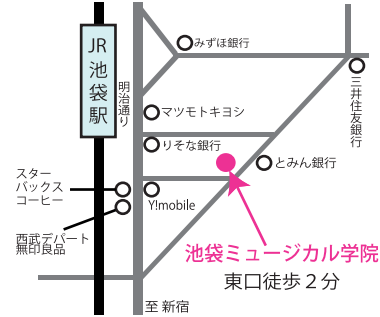 JR
池
袋
駅
明治通り
みずほ銀行
三井住友銀行
マツモトキヨシ
りそな銀行
とみん銀行
スター
バックス
コーヒー
Y!mobile
西武デパート
無印良品
池袋ミュージカル学院
東口徒歩２分
至 新宿